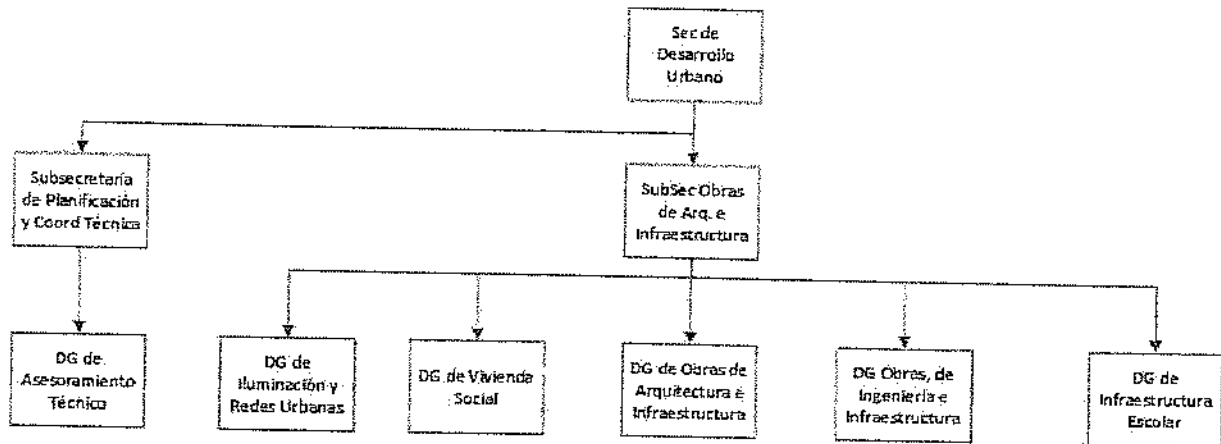 Sec de
Desarrollo
Urbano
Subsecretaría
de Planificación
y Coord Técnica
SubSec Obras
de Arq. e
Infraestructura
DG de
Asesoramiento
Técnico
DG de
Iluminación y
Redes Urbanas
DG de Vivienda
Social
DG de Obras de
Arquitectura e
Infraestructura
DG Obras, de
Ingeniería e
Infraestructura
DG de
Infraestructura
Escolar